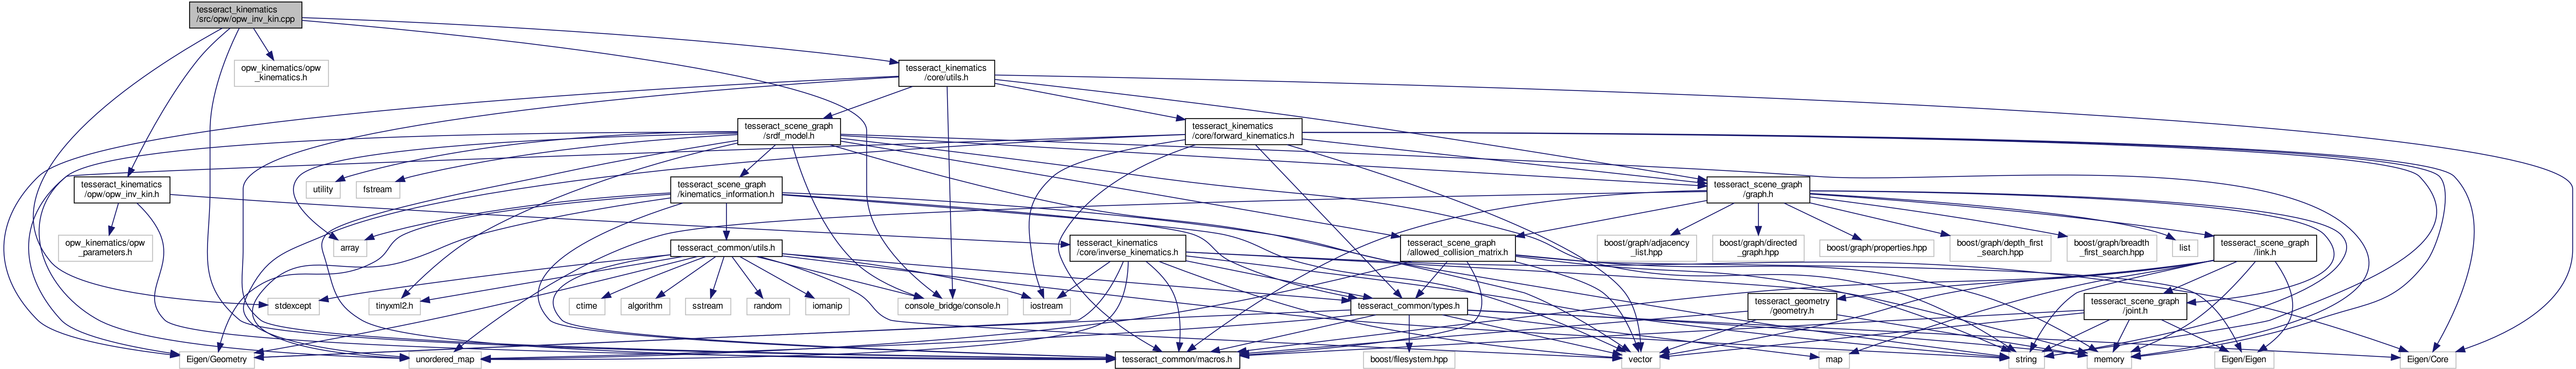 tesseract_kinematics
/src/opw/opw_inv_kin.cpp
opw_kinematics/opw
_kinematics.h
tesseract_kinematics
/core/utils.h
tesseract_scene_graph
/srdf_model.h
tesseract_kinematics
/core/forward_kinematics.h
tesseract_kinematics
/opw/opw_inv_kin.h
utility
fstream
tesseract_scene_graph
/kinematics_information.h
tesseract_scene_graph
/graph.h
opw_kinematics/opw
_parameters.h
array
tesseract_common/utils.h
tesseract_kinematics
/core/inverse_kinematics.h
tesseract_scene_graph
/allowed_collision_matrix.h
boost/graph/adjacency
_list.hpp
boost/graph/directed
_graph.hpp
boost/graph/properties.hpp
boost/graph/depth_first
_search.hpp
boost/graph/breadth
_first_search.hpp
list
tesseract_scene_graph
/link.h
stdexcept
tinyxml2.h
ctime
algorithm
sstream
random
iomanip
console_bridge/console.h
iostream
tesseract_common/types.h
tesseract_geometry
/geometry.h
tesseract_scene_graph
/joint.h
Eigen/Geometry
unordered_map
tesseract_common/macros.h
boost/filesystem.hpp
vector
map
string
memory
Eigen/Eigen
Eigen/Core